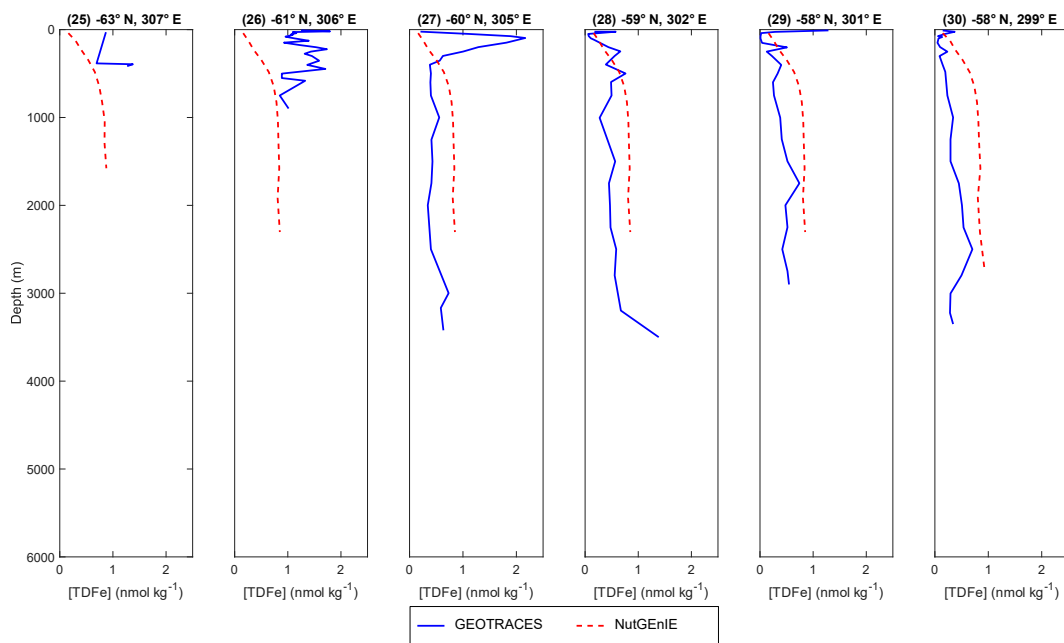 (25) -63° N, 307° E
(26) -61° N, 306° E
(27) -60° N, 305° E
(28) -59° N, 302° E
(29) -58° N, 301° E
(30) -58° N, 299° E
Depth (m)
0
1000
2000
3000
4000
5000
6000
0 1 2
0 1 2
0 1 2
0 1 2
0 1 2
0 1 2
[TDFe] (nmol kg⁻¹)
[TDFe] (nmol kg⁻¹)
[TDFe] (nmol kg⁻¹)
[TDFe] (nmol kg⁻¹)
[TDFe] (nmol kg⁻¹)
[TDFe] (nmol kg⁻¹)
GEOTRACES
NutGEnIE